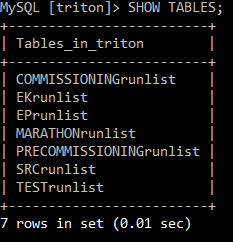 MySQL [triton]> SHOW TABLES;
+------------------------+
| Tables_in_triton       |
+------------------------+
| COMMISSIONINGrunlist   |
| EKrunlist              |
| EPrunlist              |
| MARATHONrunlist        |
| PRECOMMISSIONINGrunlist |
| SRCrunlist             |
| TESTrunlist            |
+------------------------+
7 rows in set (0.01 sec)